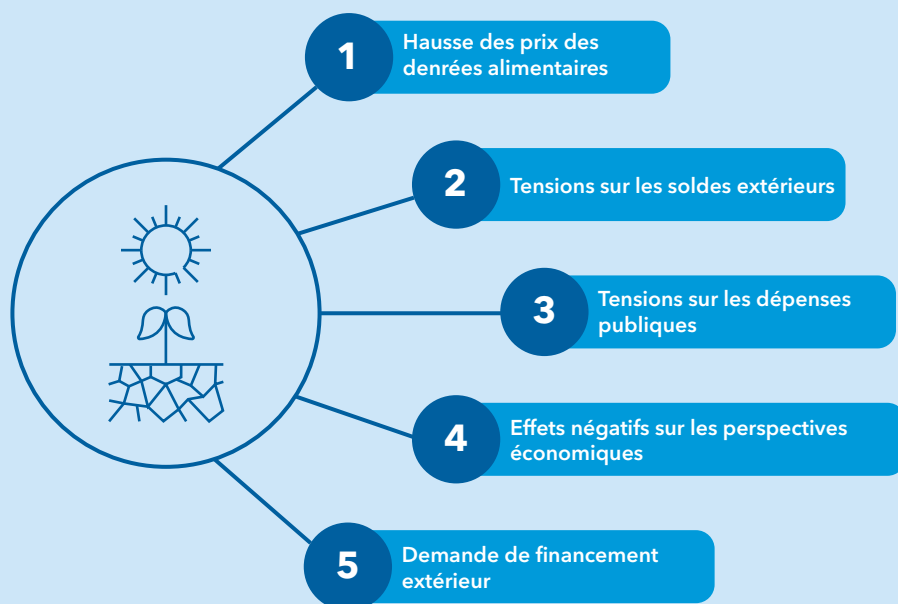 1
Hausse des prix des
denrées alimentaires
2
Tensions sur les soldes extérieurs
3
Tensions sur les dépenses
publiques
4
Effets négatifs sur les perspectives
économiques
5
Demande de financement
extérieur